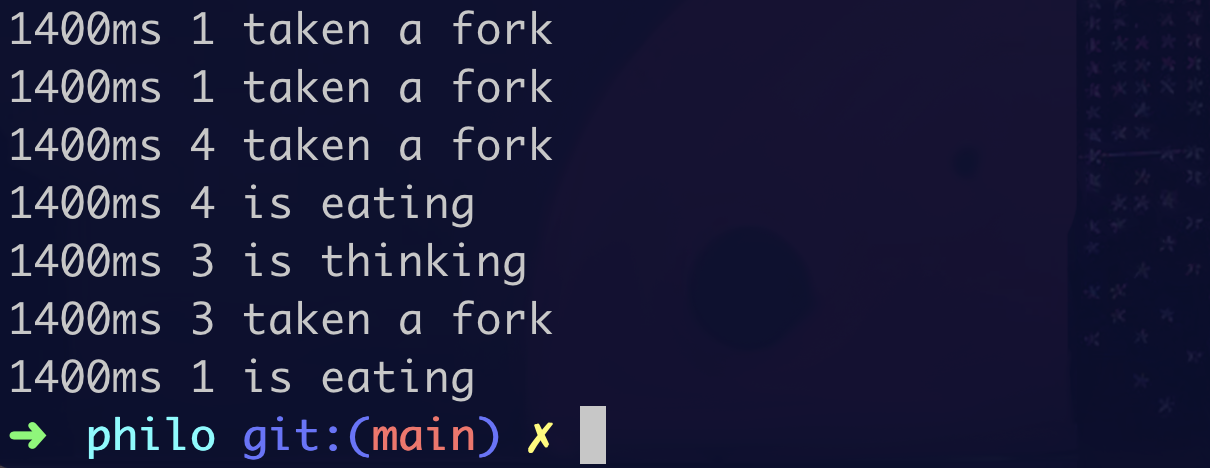 1400ms 1 taken a fork
1400ms 1 taken a fork
1400ms 4 taken a fork
1400ms 4 is eating
1400ms 3 is thinking
1400ms 3 taken a fork
1400ms 1 is eating
➜ philo git:(main) ✗